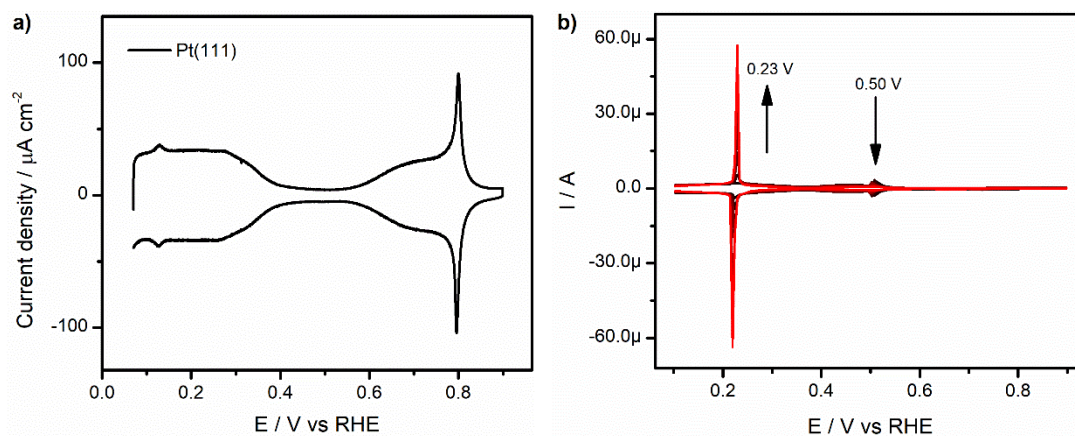 a)
Pt(111)
100
0
-100
Current density / µA cm⁻²
0.0
0.2
0.4
0.6
0.8
E / V vs RHE
b)
60.0µ
30.0µ
0.0
-30.0µ
-60.0µ
I / A
0.23 V
0.50 V
0.2
0.4
0.6
0.8
E / V vs RHE